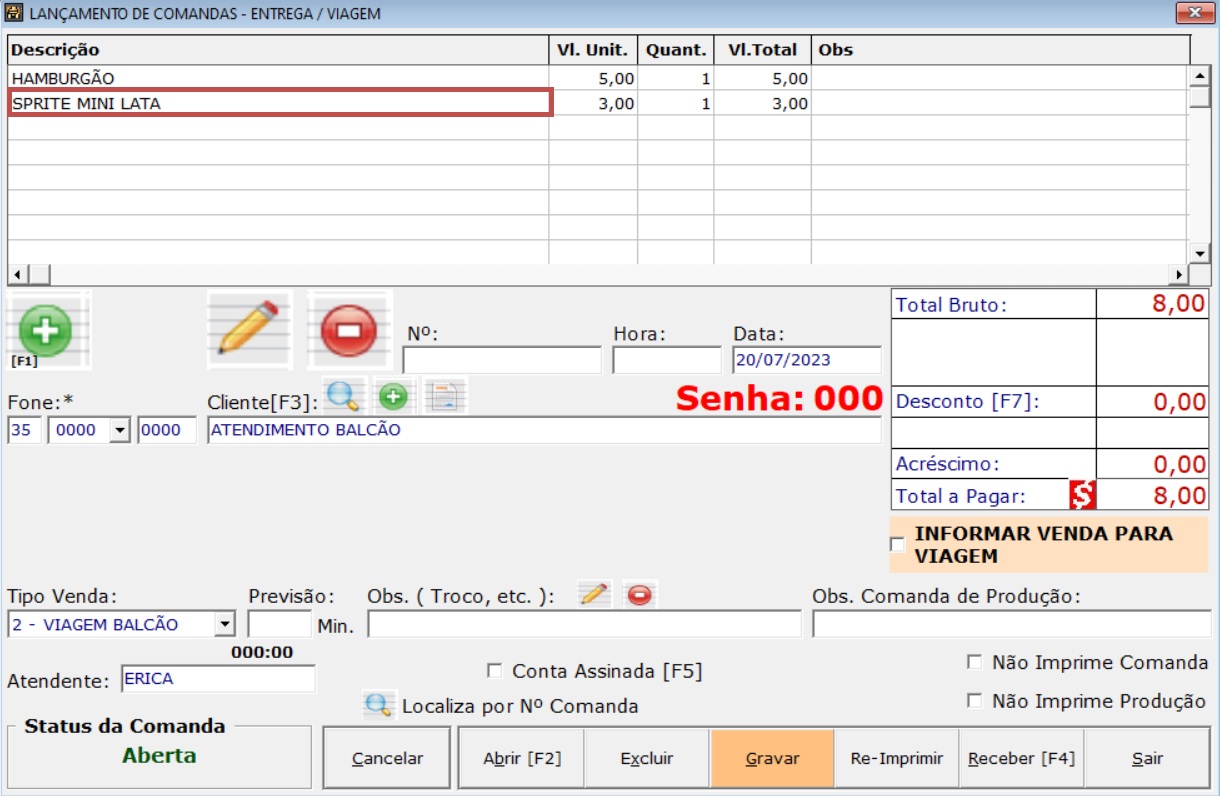 LANÇAMENTO DE COMANDAS - ENTREGA / VIAGEM
Descrição Vl. Unit. Quant. Vl.Total Obs
HAMBURGÃO 5,00 1 5,00
SPRITE MINI LATA 3,00 1 3,00
[F1]
Nº: Hora: Data:
20/07/2023
Total Bruto: 8,00
Fone:* Cliente[F3]: Senha: 000
35 0000 0000 ATENDIMENTO BALCÃO
Desconto [F7]: 0,00
Acréscimo: 0,00
Total a Pagar: $ 8,00
INFORMAR VENDA PARA
VIAGEM
Tipo Venda: Previsão: Obs. ( Troco, etc. ): Obs. Comanda de Produção:
2 - VIAGEM BALCÃO Min.
000:00
Atendente: ERICA
Conta Assinada [F5]
Não Imprime Comanda
Localiza por Nº Comanda
Não Imprime Produção
Status da Comanda
Aberta
Cancelar Abrir [F2] Excluir Gravar Re-Imprimir Receber [F4] Sair